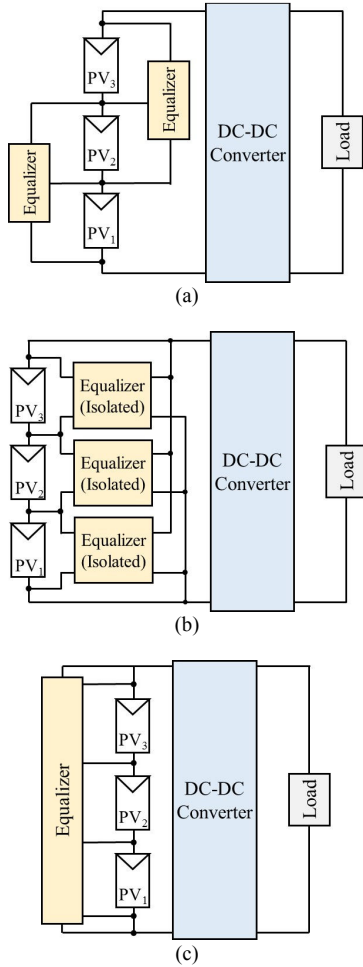 PV3
Equalizer
PV2
Equalizer
PV1
DC-DC
Converter
Load
(a)
PV3
Equalizer
(Isolated)
PV2
Equalizer
(Isolated)
PV1
Equalizer
(Isolated)
DC-DC
Converter
Load
(b)
Equalizer
PV3
PV2
PV1
DC-DC
Converter
Load
(c)